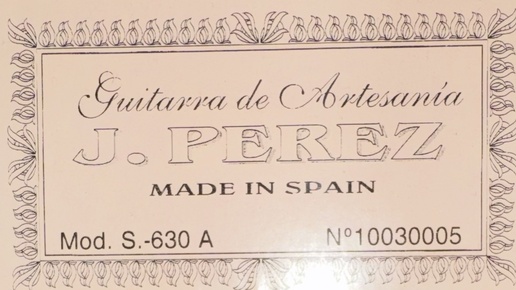 Guitarra de Artesanía
J. PEREZ
MADE IN SPAIN
Mod. S.-630 A Nº10030005